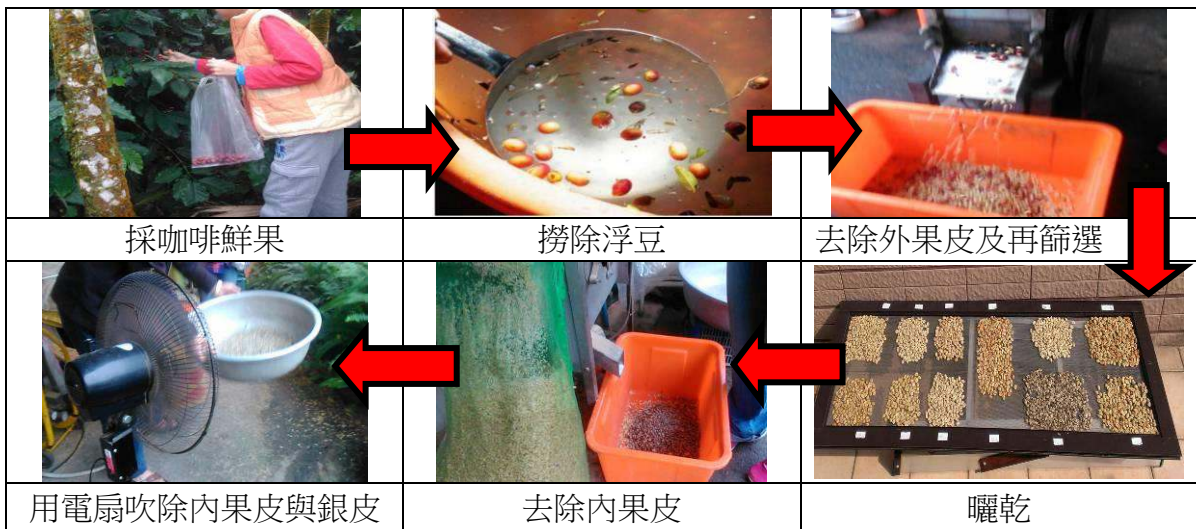 採咖啡鮮果
撈除浮豆
去除外果皮及再篩選
用電扇吹除內果皮與銀皮
去除內果皮
曬乾